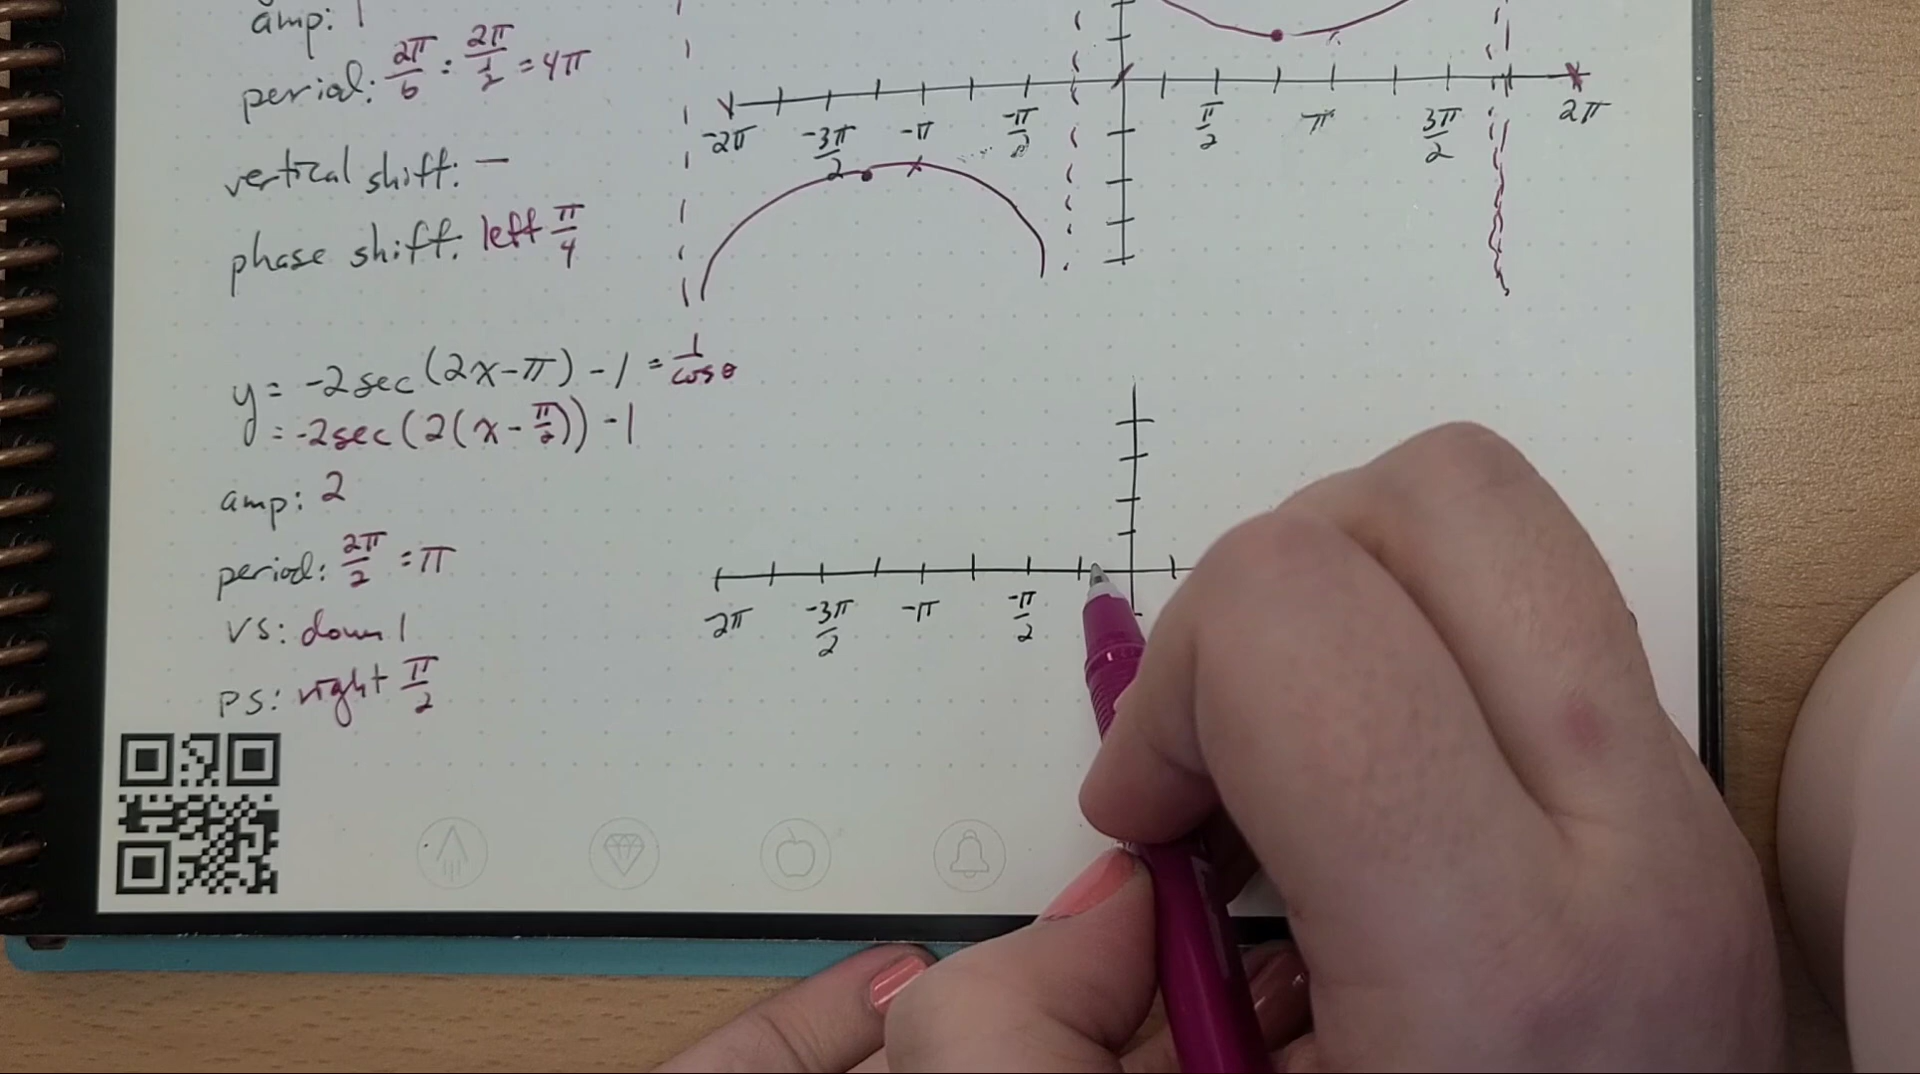 amp: 1
period: 2π/b = 2π/(1/2) = 4π
vertical shift: —
phase shift: left π/4
-2π -3π/2 -π -π/2 π/2 π 3π/2 2π
y = -2sec(2x-π) -1 = 1/cosθ
y = -2sec(2(x-π/2)) -1
amp: 2
period: 2π/2 = π
VS: down 1
PS: right π/2
-2π -3π/2 -π -π/2